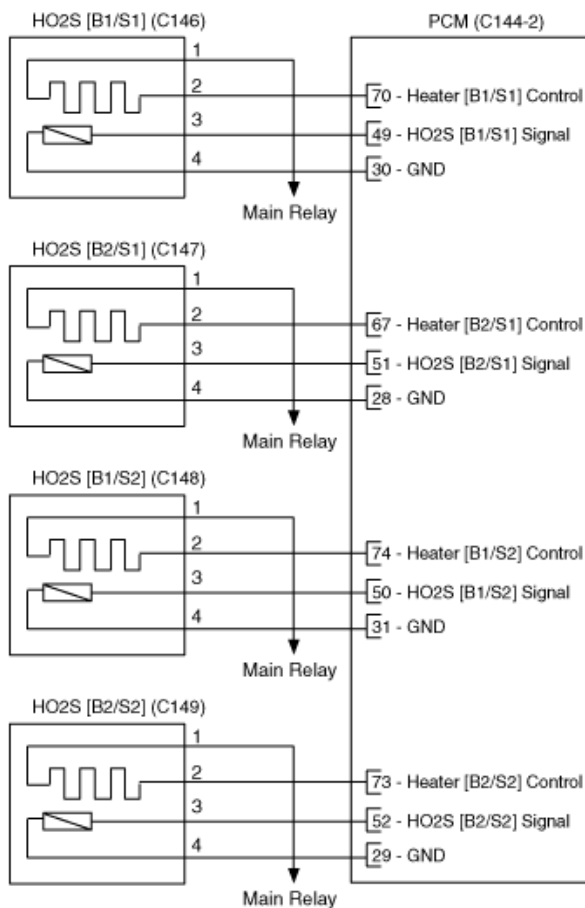 HO2S [B1/S1] (C146)
PCM (C144-2)
1
2
70 - Heater [B1/S1] Control
3
49 - HO2S [B1/S1] Signal
4
30 - GND
Main Relay
HO2S [B2/S1] (C147)
1
2
67 - Heater [B2/S1] Control
3
51 - HO2S [B2/S1] Signal
4
28 - GND
Main Relay
HO2S [B1/S2] (C148)
1
2
74 - Heater [B1/S2] Control
3
50 - HO2S [B1/S2] Signal
4
31 - GND
Main Relay
HO2S [B2/S2] (C149)
1
2
73 - Heater [B2/S2] Control
3
52 - HO2S [B2/S2] Signal
4
29 - GND
Main Relay